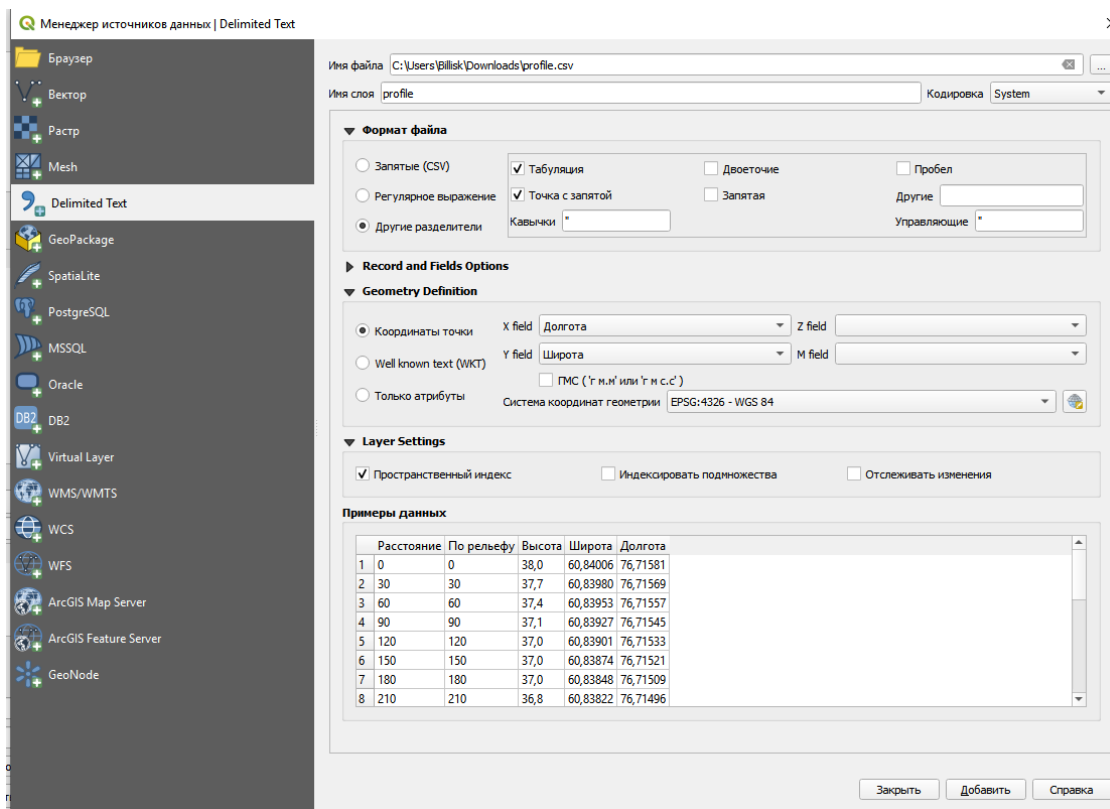 Менеджер источников данных | Delimited Text
Браузер
Вектор
Растр
Mesh
Delimited Text
GeoPackage
SpatiaLite
PostgreSQL
MSSQL
Oracle
DB2 DB2
Virtual Layer
WMS/WMTS
WCS
WFS
ArcGIS Map Server
ArcGIS Feature Server
GeoNode
Имя файла C:\Users\Billisk\Downloads\profile.csv ...
Имя слоя profile Кодировка System
Формат файла
Запятые (CSV) Табуляция Двоеточие Пробел
Регулярное выражение Точка с запятой Запятая Другие
Другие разделители Кавычки " Управляющие "
Record and Fields Options
Geometry Definition
Координаты точки X field Долгота Z field
Well known text (WKT) Y field Широта M field
ГМС ( 'г м.м' или 'г м с.с' )
Только атрибуты Система координат геометрии EPSG:4326 - WGS 84
Layer Settings
Пространственный индекс Индексировать подмножества Отслеживать изменения
Примеры данных
Расстояние По рельефу Высота Широта Долгота
1 0 0 38,0 60,84006 76,71581
2 30 30 37,7 60,83980 76,71569
3 60 60 37,4 60,83953 76,71557
4 90 90 37,1 60,83927 76,71545
5 120 120 37,0 60,83901 76,71533
6 150 150 37,0 60,83874 76,71521
7 180 180 37,0 60,83848 76,71509
8 210 210 36,8 60,83822 76,71496
Закрыть Добавить Справка